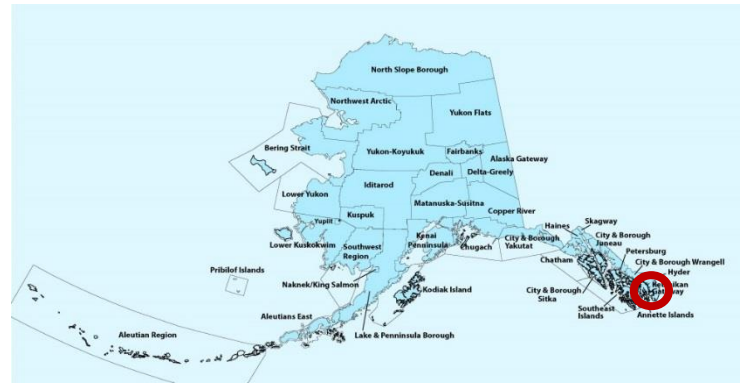 North Slope Borough
Northwest Arctic
Yukon Flats
Bering Strait
Yukon-Koyukuk
Fairbanks
Alaska Gateway
Denali
Delta-Greely
Iditarod
Lower Yukon
Matanuska-Susitna
Kuspuk
Yupiit
Copper River
Skagway
Haines
City & Borough
Juneau
Lower Kuskokwim
Southwest
Region
Kenai
Penninsula
Chugach
City & Borough
Yakutat
Petersburg
Chatham
City & Borough Wrangell
Hyder
Pribilof Islands
Naknek/King Salmon
Kodiak Island
City & Borough
Sitka
Gateway
Southeast
Islands
Annette Islands
Aleutians East
Lake & Penninsula Borough
Aleutian Region